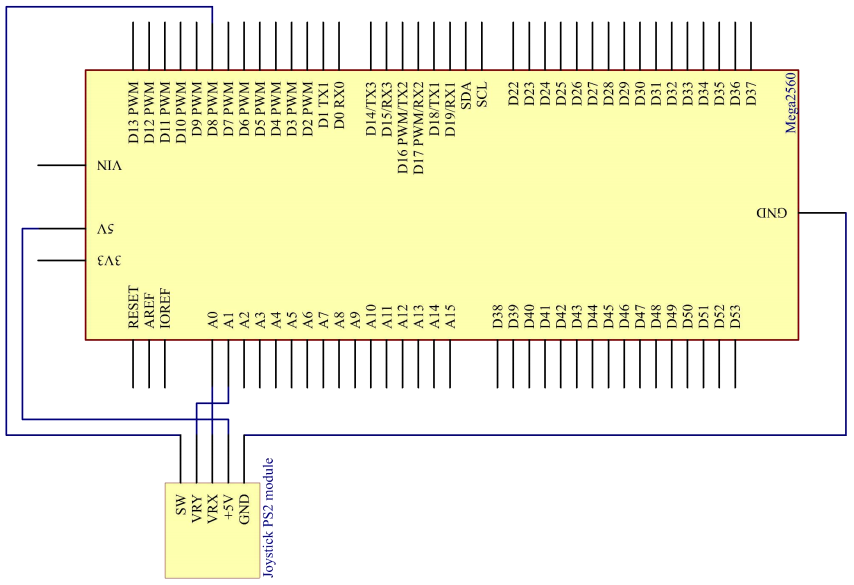 D13 PWM
D12 PWM
D11 PWM
D10 PWM
D9 PWM
D8 PWM
D7 PWM
D6 PWM
D5 PWM
D4 PWM
D3 PWM
D2 PWM
D1 TX1
D0 RX0
D14/TX3
D15/RX3
D16 PWM/TX2
D17 PWM/RX2
D18/TX1
D19/RX1
SDA
SCL
D22
D23
D24
D25
D26
D27
D28
D29
D30
D31
D32
D33
D34
D35
D36
D37
Mega2560
VIN
5V
3V3
GND
RESET
AREF
IOREF
A0
A1
A2
A3
A4
A5
A6
A7
A8
A9
A10
A11
A12
A13
A14
A15
D38
D39
D40
D41
D42
D43
D44
D45
D46
D47
D48
D49
D50
D51
D52
D53
SW
VRY
VRX
+5V
GND
Joystick PS2 module